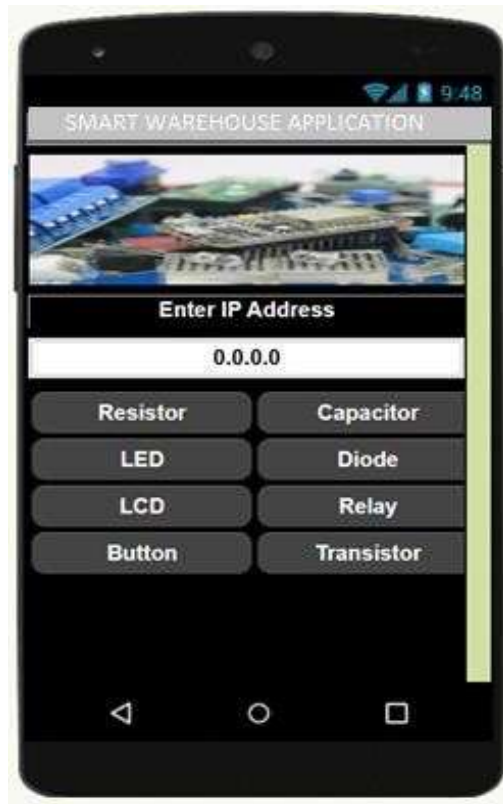 9:48
SMART WAREHOUSE APPLICATION
Enter IP Address
0.0.0.0
Resistor Capacitor
LED Diode
LCD Relay
Button Transistor